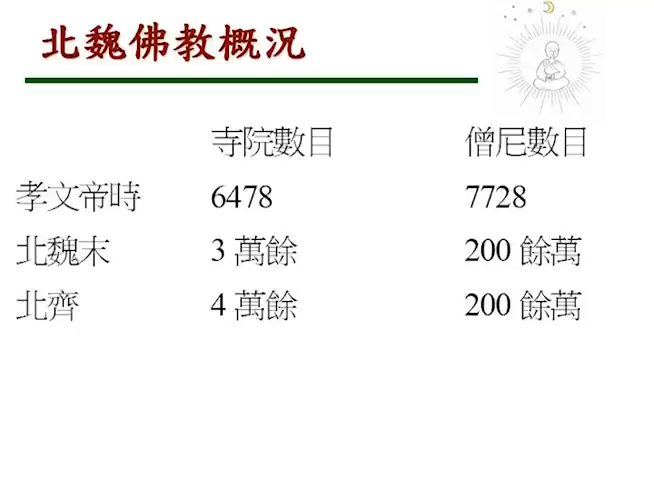 北魏佛教概況
寺院數目 僧尼數目
孝文帝時 6478 7728
北魏末 3 萬餘 200 餘萬
北齊 4 萬餘 200 餘萬